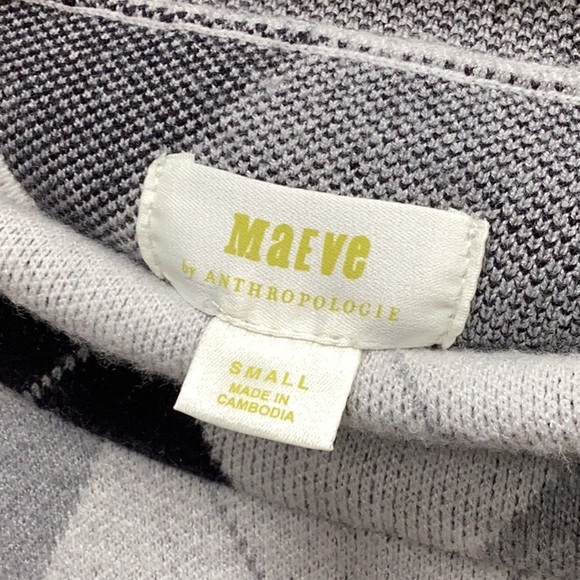 MaEve
by ANTHROPOLOGIE
SMALL
MADE IN
CAMBODIA